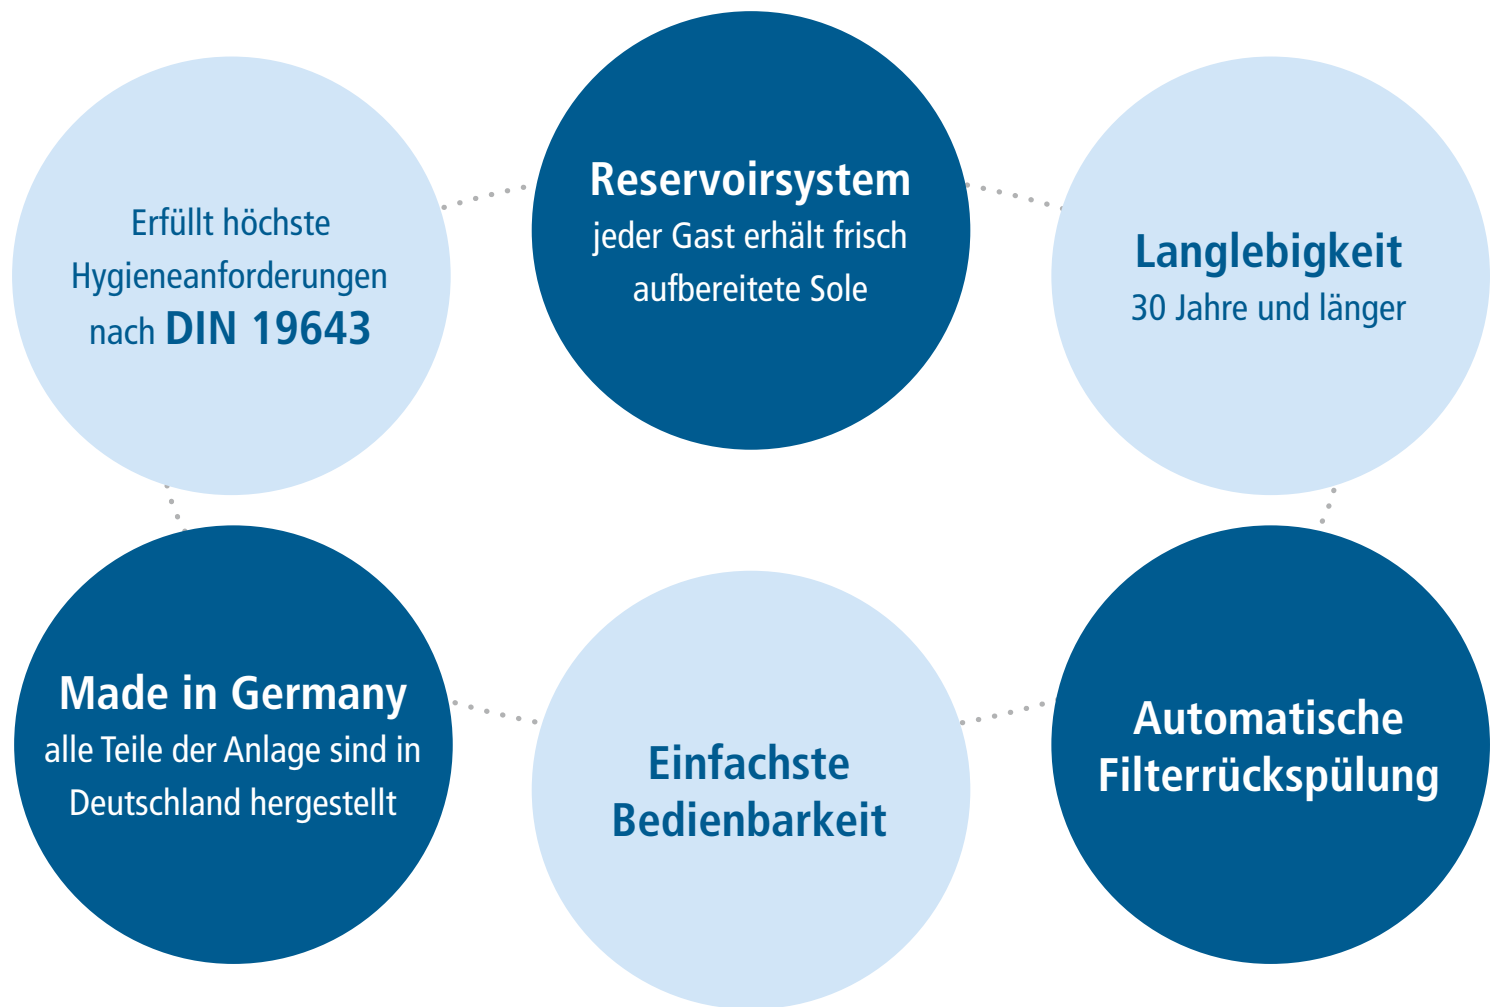 Erfüllt höchste
Hygieneanforderungen
nach DIN 19643
Reservoirsystem
jeder Gast erhält frisch
aufbereitete Sole
Langlebigkeit
30 Jahre und länger
Made in Germany
alle Teile der Anlage sind in
Deutschland hergestellt
Einfachste
Bedienbarkeit
Automatische
Filterrückspülung